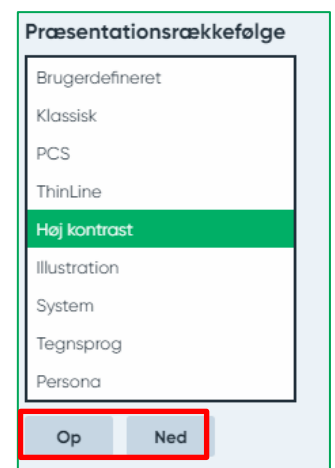 Præsentationsrækkefølge
Brugerdefineret
Klassisk
PCS
ThinLine
Høj kontrast
Illustration
System
Tegnsprog
Persona
Op Ned